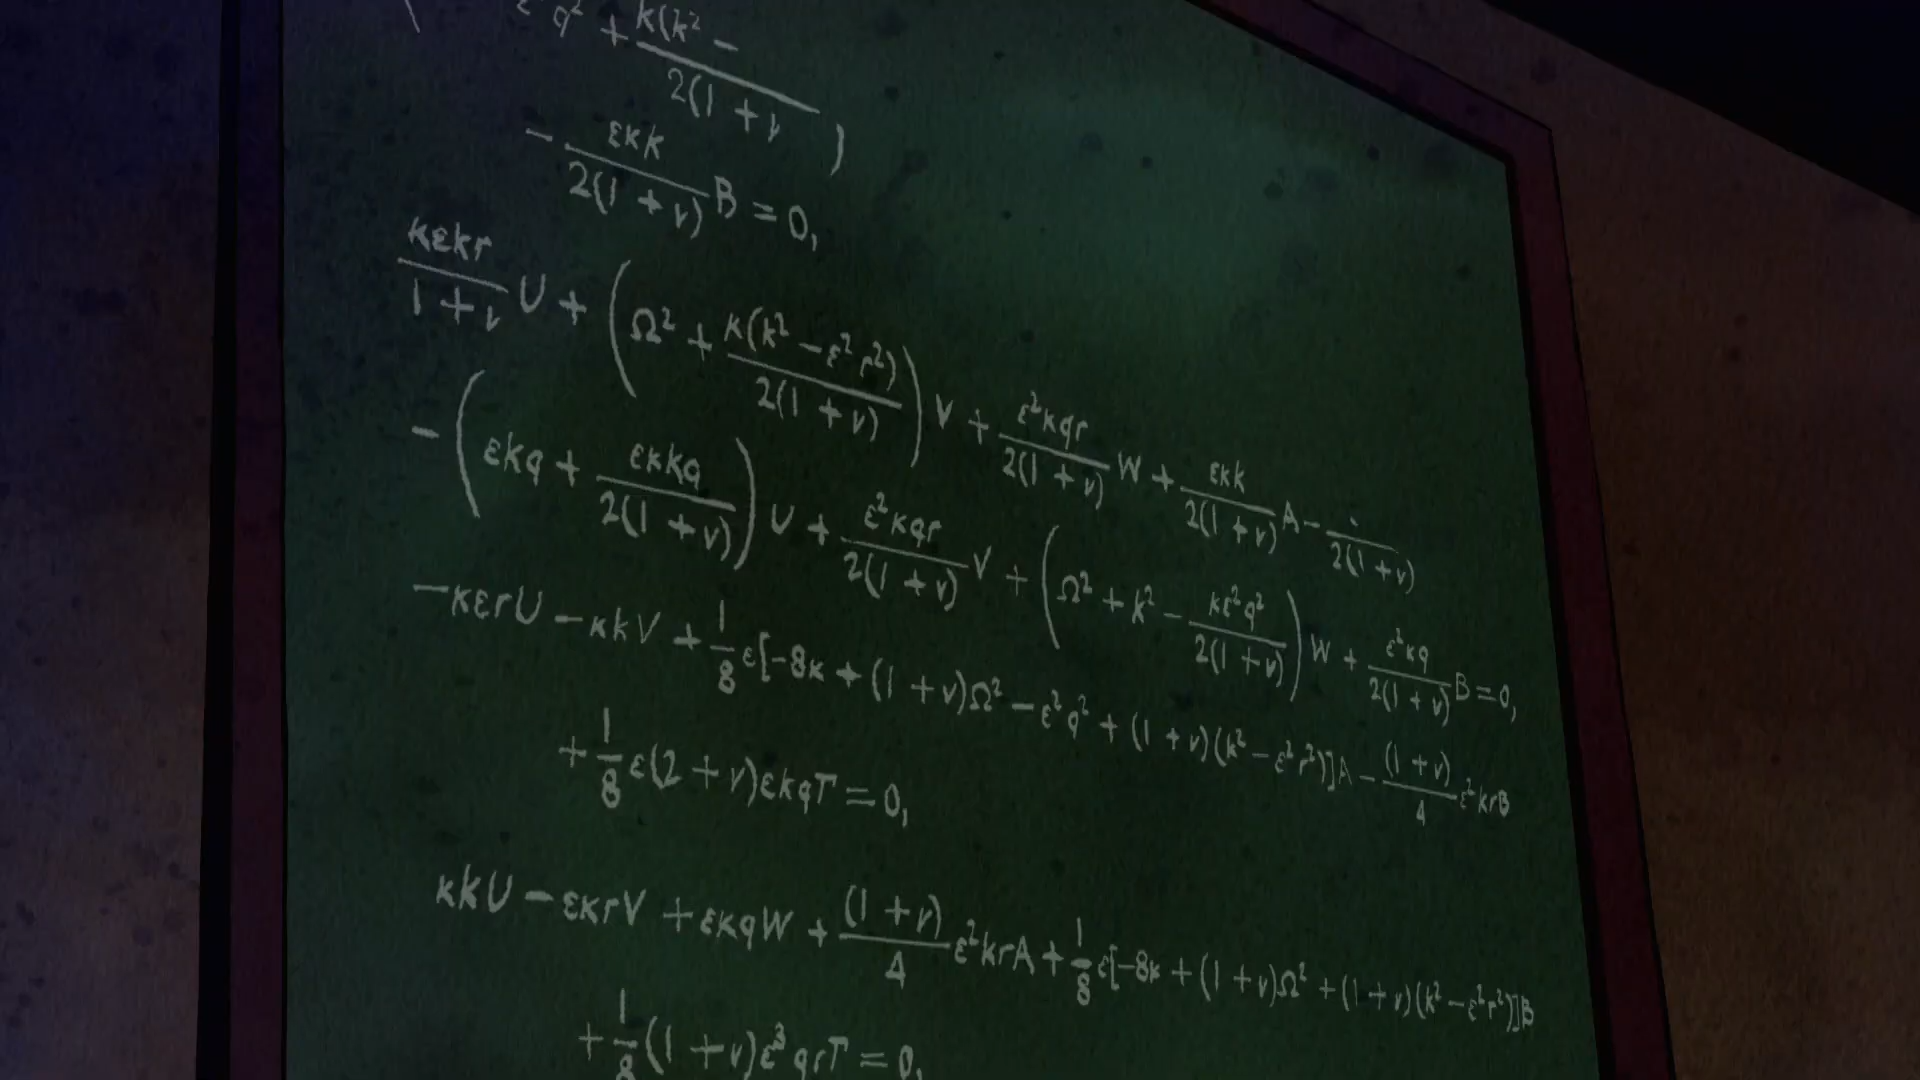 ε² q² + k(k² -
2(1 + ν
)
- εκk / 2(1 + ν) B = 0,
κεkr / 1 + ν U + (Ω² + κ(k² - ε² r²) / 2(1 + ν)) V + ε²κqr / 2(1 + ν) W + εκk / 2(1 + ν) A - / 2(1 + ν)
- (εkq + εκkq / 2(1 + ν)) U + ε²κqr / 2(1 + ν) V + (Ω² + k² - κε²q² / 2(1 + ν)) W + ε²κq / 2(1 + ν) B = 0,
-κεrU - κkV + 1/8 ε[-8κ + (1 + ν)Ω² - ε²q² + (1 + ν)(k² - ε²r²)]A - (1 + ν)/4 ε²krB
+ 1/8 ε(2 + ν)εkqT = 0,
κkU - εκrV + εκqW + (1 + ν)/4 ε²krA + 1/8 ε[-8κ + (1 + ν)Ω² + (1 + ν)(k² - ε²r²)]B
+ 1/8 (1 + ν)ε³qrT = 0,